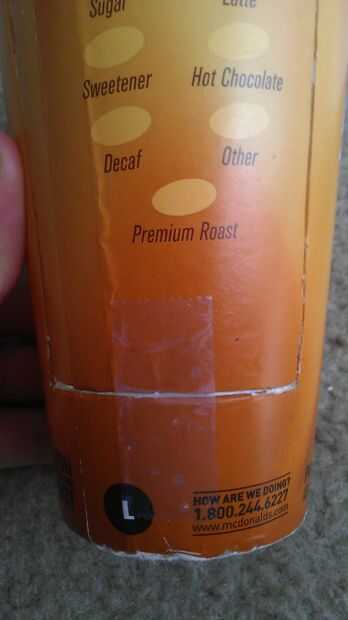 Sugar
Latte
Sweetener
Hot Chocolate
Decaf
Other
Premium Roast
L
HOW ARE WE DOING?
1.800.244.6227
www.mcdonalds.com